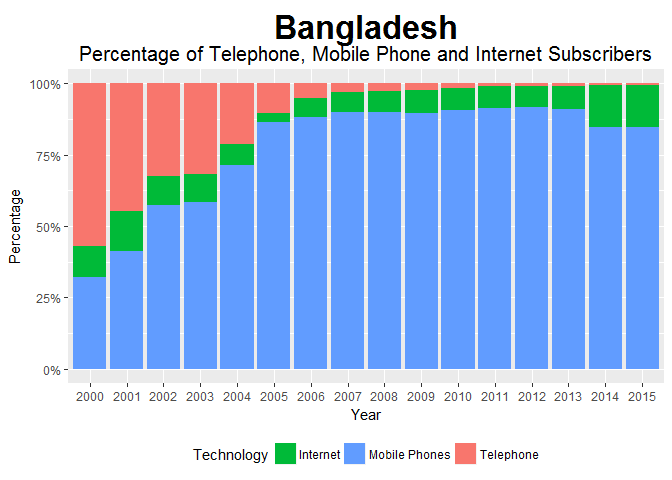 Bangladesh
Percentage of Telephone, Mobile Phone and Internet Subscribers
Percentage
100%
75%
50%
25%
0%
2000 2001 2002 2003 2004 2005 2006 2007 2008 2009 2010 2011 2012 2013 2014 2015
Year
Technology Internet Mobile Phones Telephone